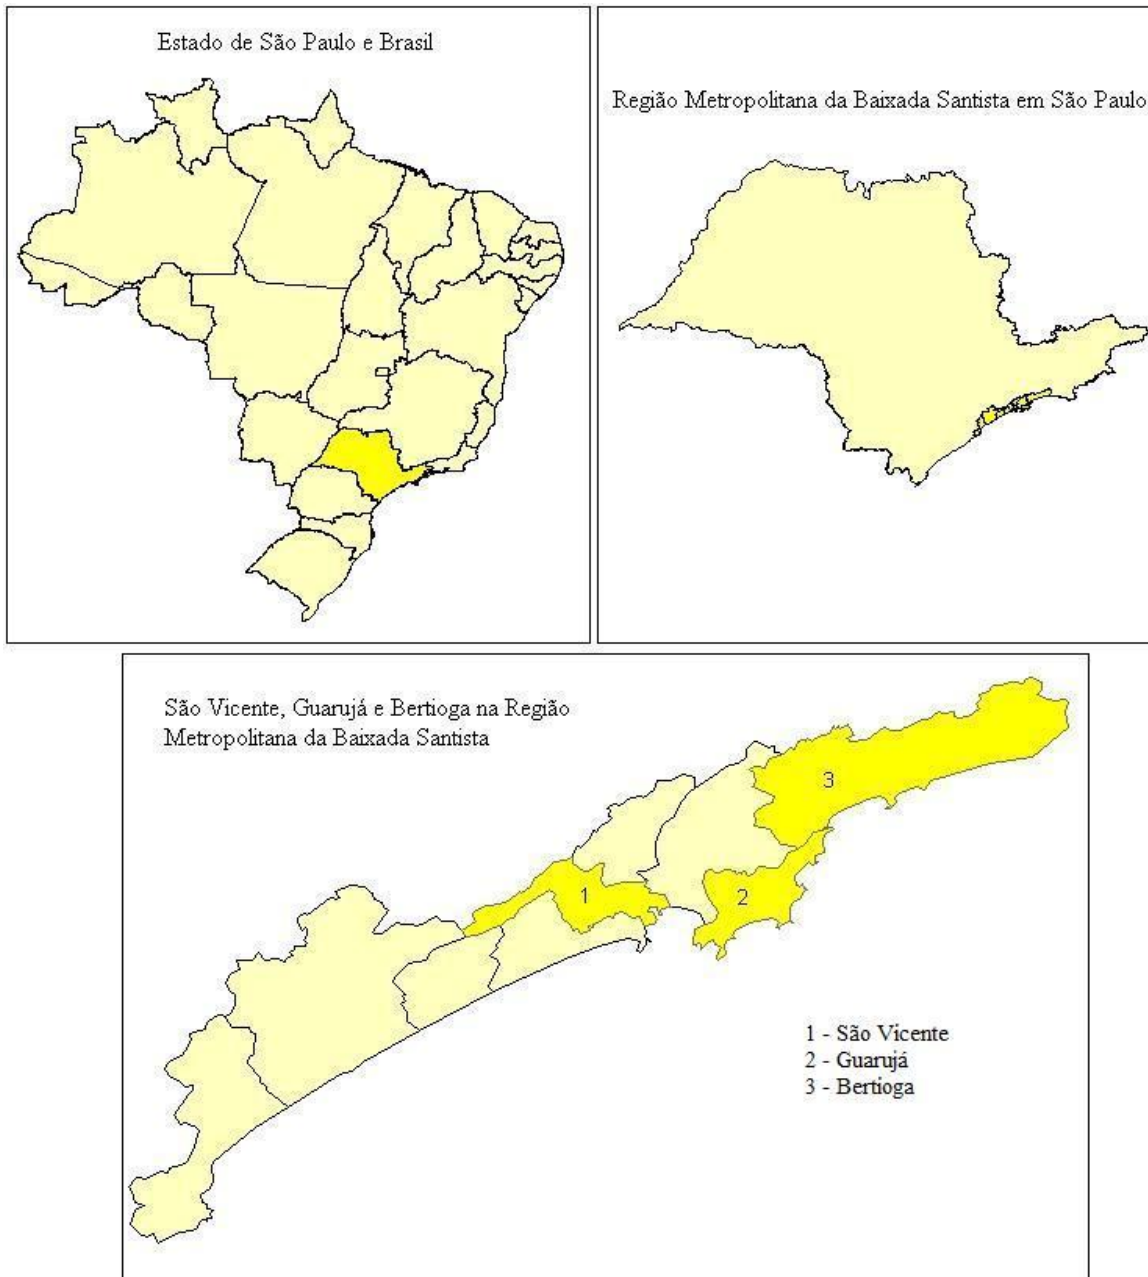 Estado de São Paulo e Brasil
Região Metropolitana da Baixada Santista em São Paulo
São Vicente, Guarujá e Bertioga na Região
Metropolitana da Baixada Santista
3
1
2
1 - São Vicente
2 - Guarujá
3 - Bertioga